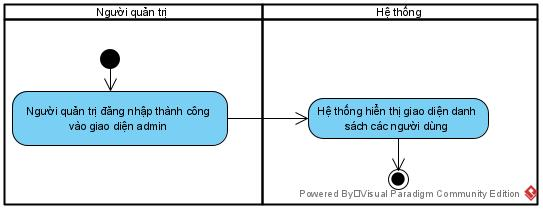 Người quản trị
Hệ thống
Người quản trị đăng nhập thành công
vào giao diện admin
Hệ thống hiển thị giao diện danh
sách các người dùng
Powered By Visual Paradigm Community Edition